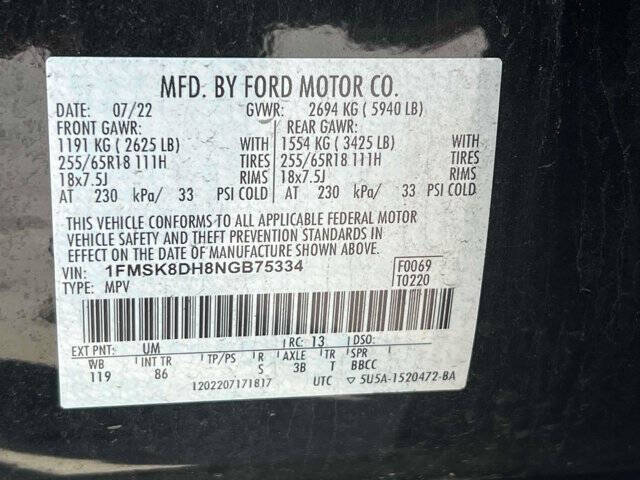 MFD. BY FORD MOTOR CO.
DATE: 07/22 GVWR: 2694 KG ( 5940 LB)
FRONT GAWR: REAR GAWR:
1191 KG ( 2625 LB) WITH 1554 KG ( 3425 LB) WITH
255/65R18 111H TIRES 255/65R18 111H TIRES
18x7.5J RIMS 18x7.5J RIMS
AT 230 kPa/ 33 PSI COLD AT 230 kPa/ 33 PSI COLD
THIS VEHICLE CONFORMS TO ALL APPLICABLE FEDERAL MOTOR
VEHICLE SAFETY AND THEFT PREVENTION STANDARDS IN
EFFECT ON THE DATE OF MANUFACTURE SHOWN ABOVE.
VIN: 1FMSK8DH8NGB75334 F0069
TYPE: MPV T0220
EXT PNT: UM RC: 13 DSO:
WB INT TR TP/PS R AXLE TR SPR
119 86 S 3B T BBCC
1202207171817 UTC 5U5A-1520472-BA